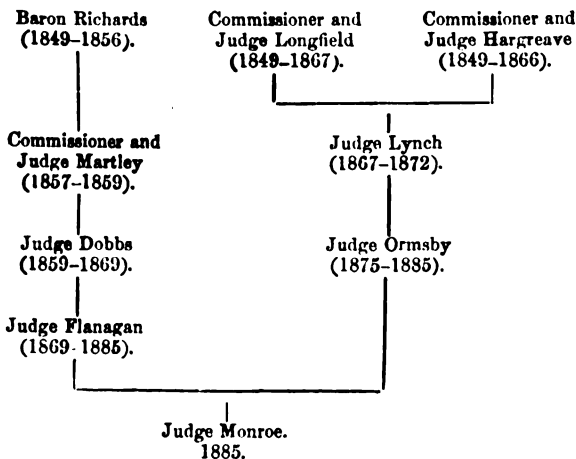 Baron Richards
(1849–1856).
Commissioner and
Judge Longfield
(1849–1867).
Commissioner and
Judge Hargreave
(1849–1866).
Commissioner and
Judge Martley
(1857–1859).
Judge Lynch
(1867–1872).
Judge Dobbs
(1859–1869).
Judge Ormsby
(1875–1885).
Judge Flanagan
(1869-1885).
Judge Monroe.
1885.